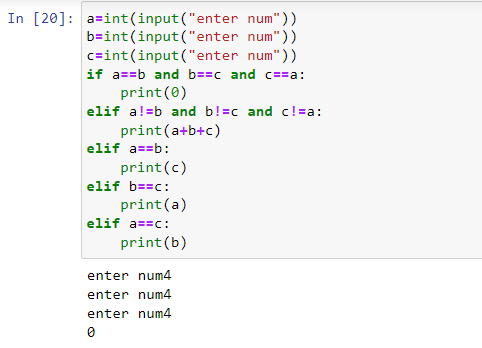 In [20]: a=int(input("enter num"))
b=int(input("enter num"))
c=int(input("enter num"))
if a==b and b==c and c==a:
    print(0)
elif a!=b and b!=c and c!=a:
    print(a+b+c)
elif a==b:
    print(c)
elif b==c:
    print(a)
elif a==c:
    print(b)
enter num4
enter num4
enter num4
0